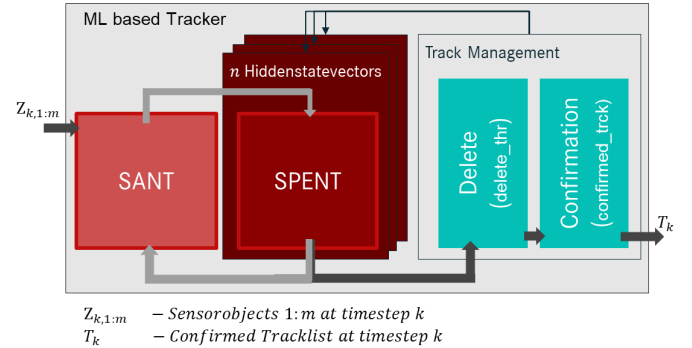 ML based Tracker
n Hiddenstatevectors
Track Management
Z_{k,1:m}
SANT
SPENT
Delete
(delete_thr)
Confirmation
(confirmed_trck)
T_k
Z_{k,1:m} – Sensorobjects 1:m at timestep k
T_k – Confirmed Tracklist at timestep k